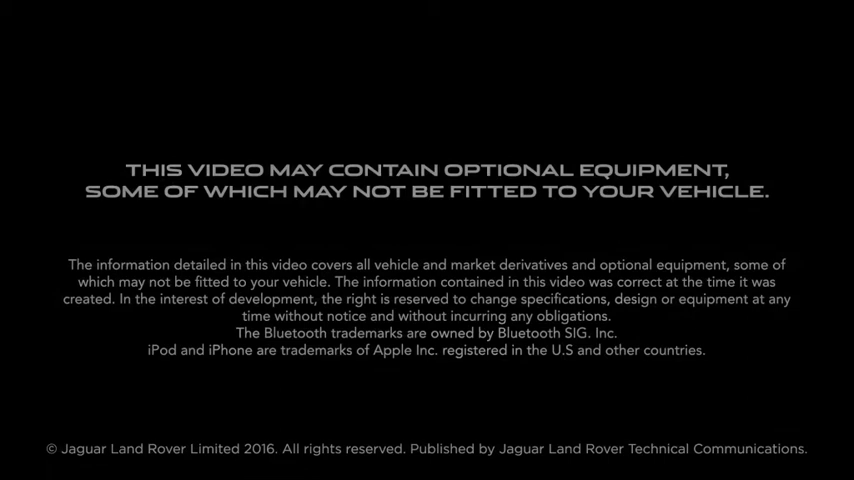 THIS VIDEO MAY CONTAIN OPTIONAL EQUIPMENT,
SOME OF WHICH MAY NOT BE FITTED TO YOUR VEHICLE.
The information detailed in this video covers all vehicle and market derivatives and optional equipment, some of
which may not be fitted to your vehicle. The information contained in this video was correct at the time it was
created. In the interest of development, the right is reserved to change specifications, design or equipment at any
time without notice and without incurring any obligations.
The Bluetooth trademarks are owned by Bluetooth SIG. Inc.
iPod and iPhone are trademarks of Apple Inc. registered in the U.S and other countries.
© Jaguar Land Rover Limited 2016. All rights reserved. Published by Jaguar Land Rover Technical Communications.